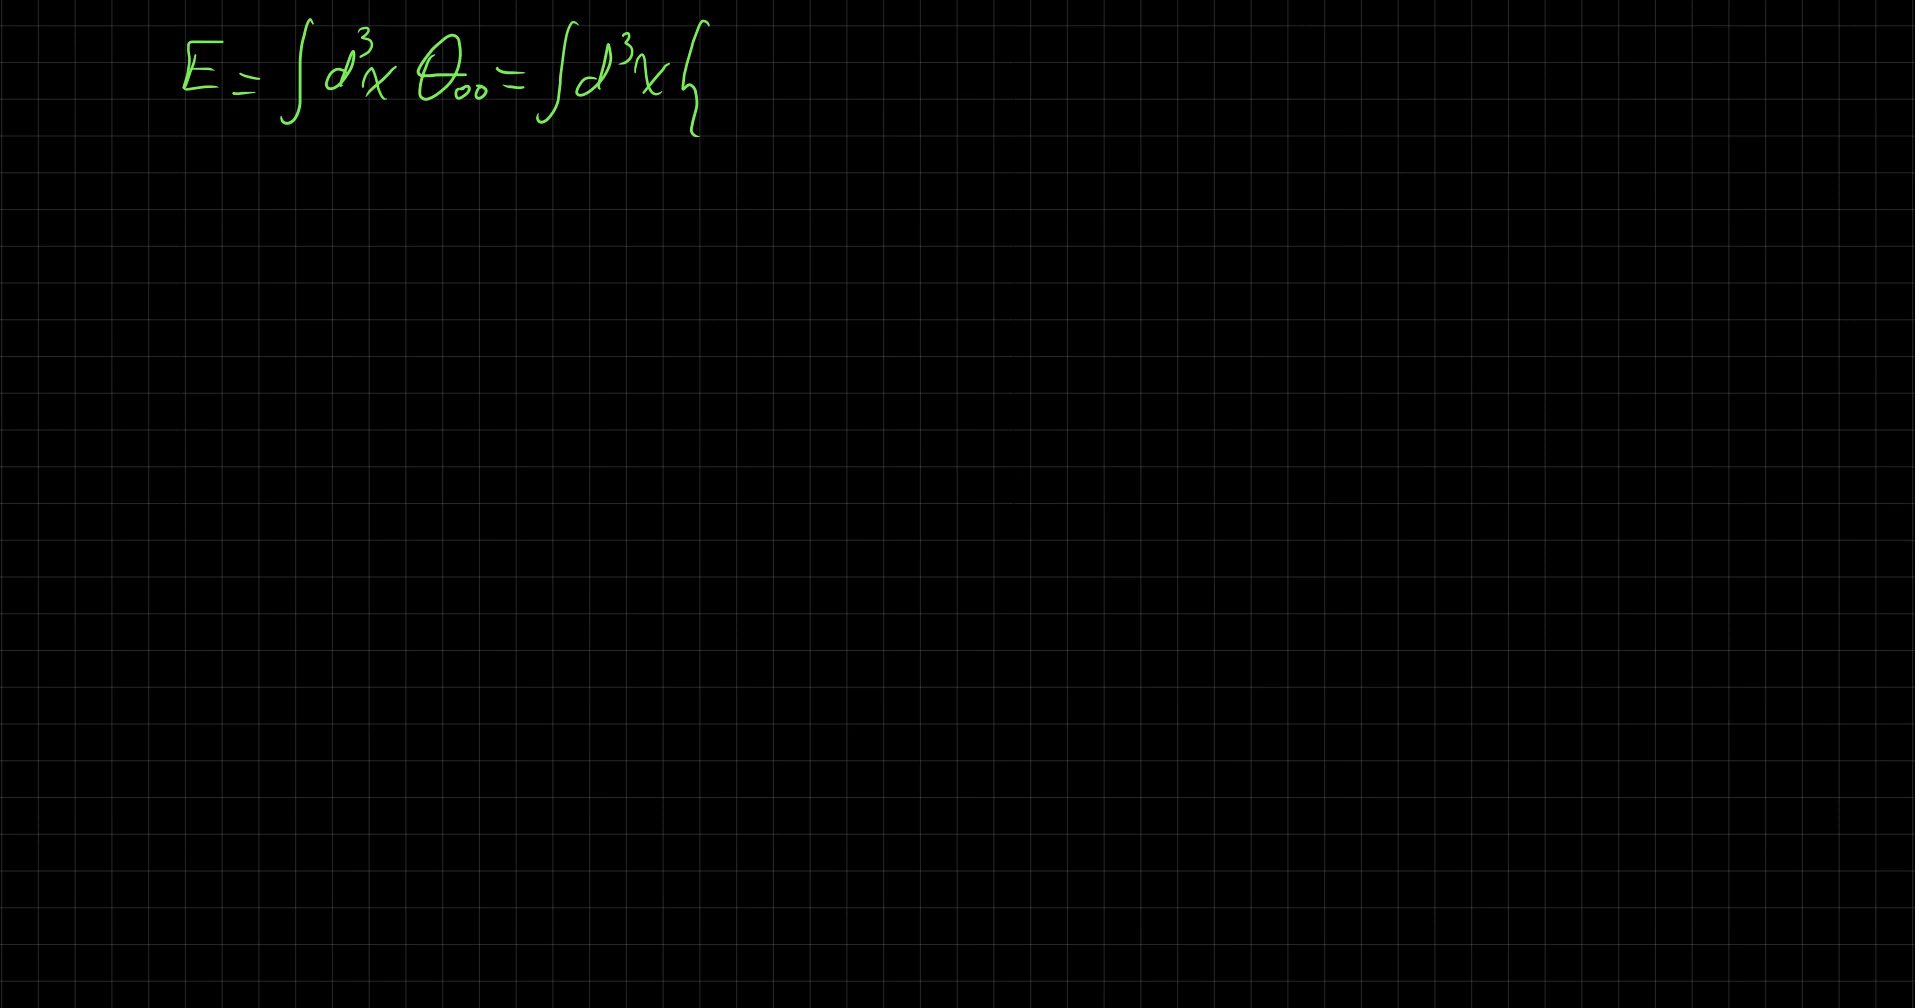 E = ∫ d³x θ₀₀ = ∫ d³x {